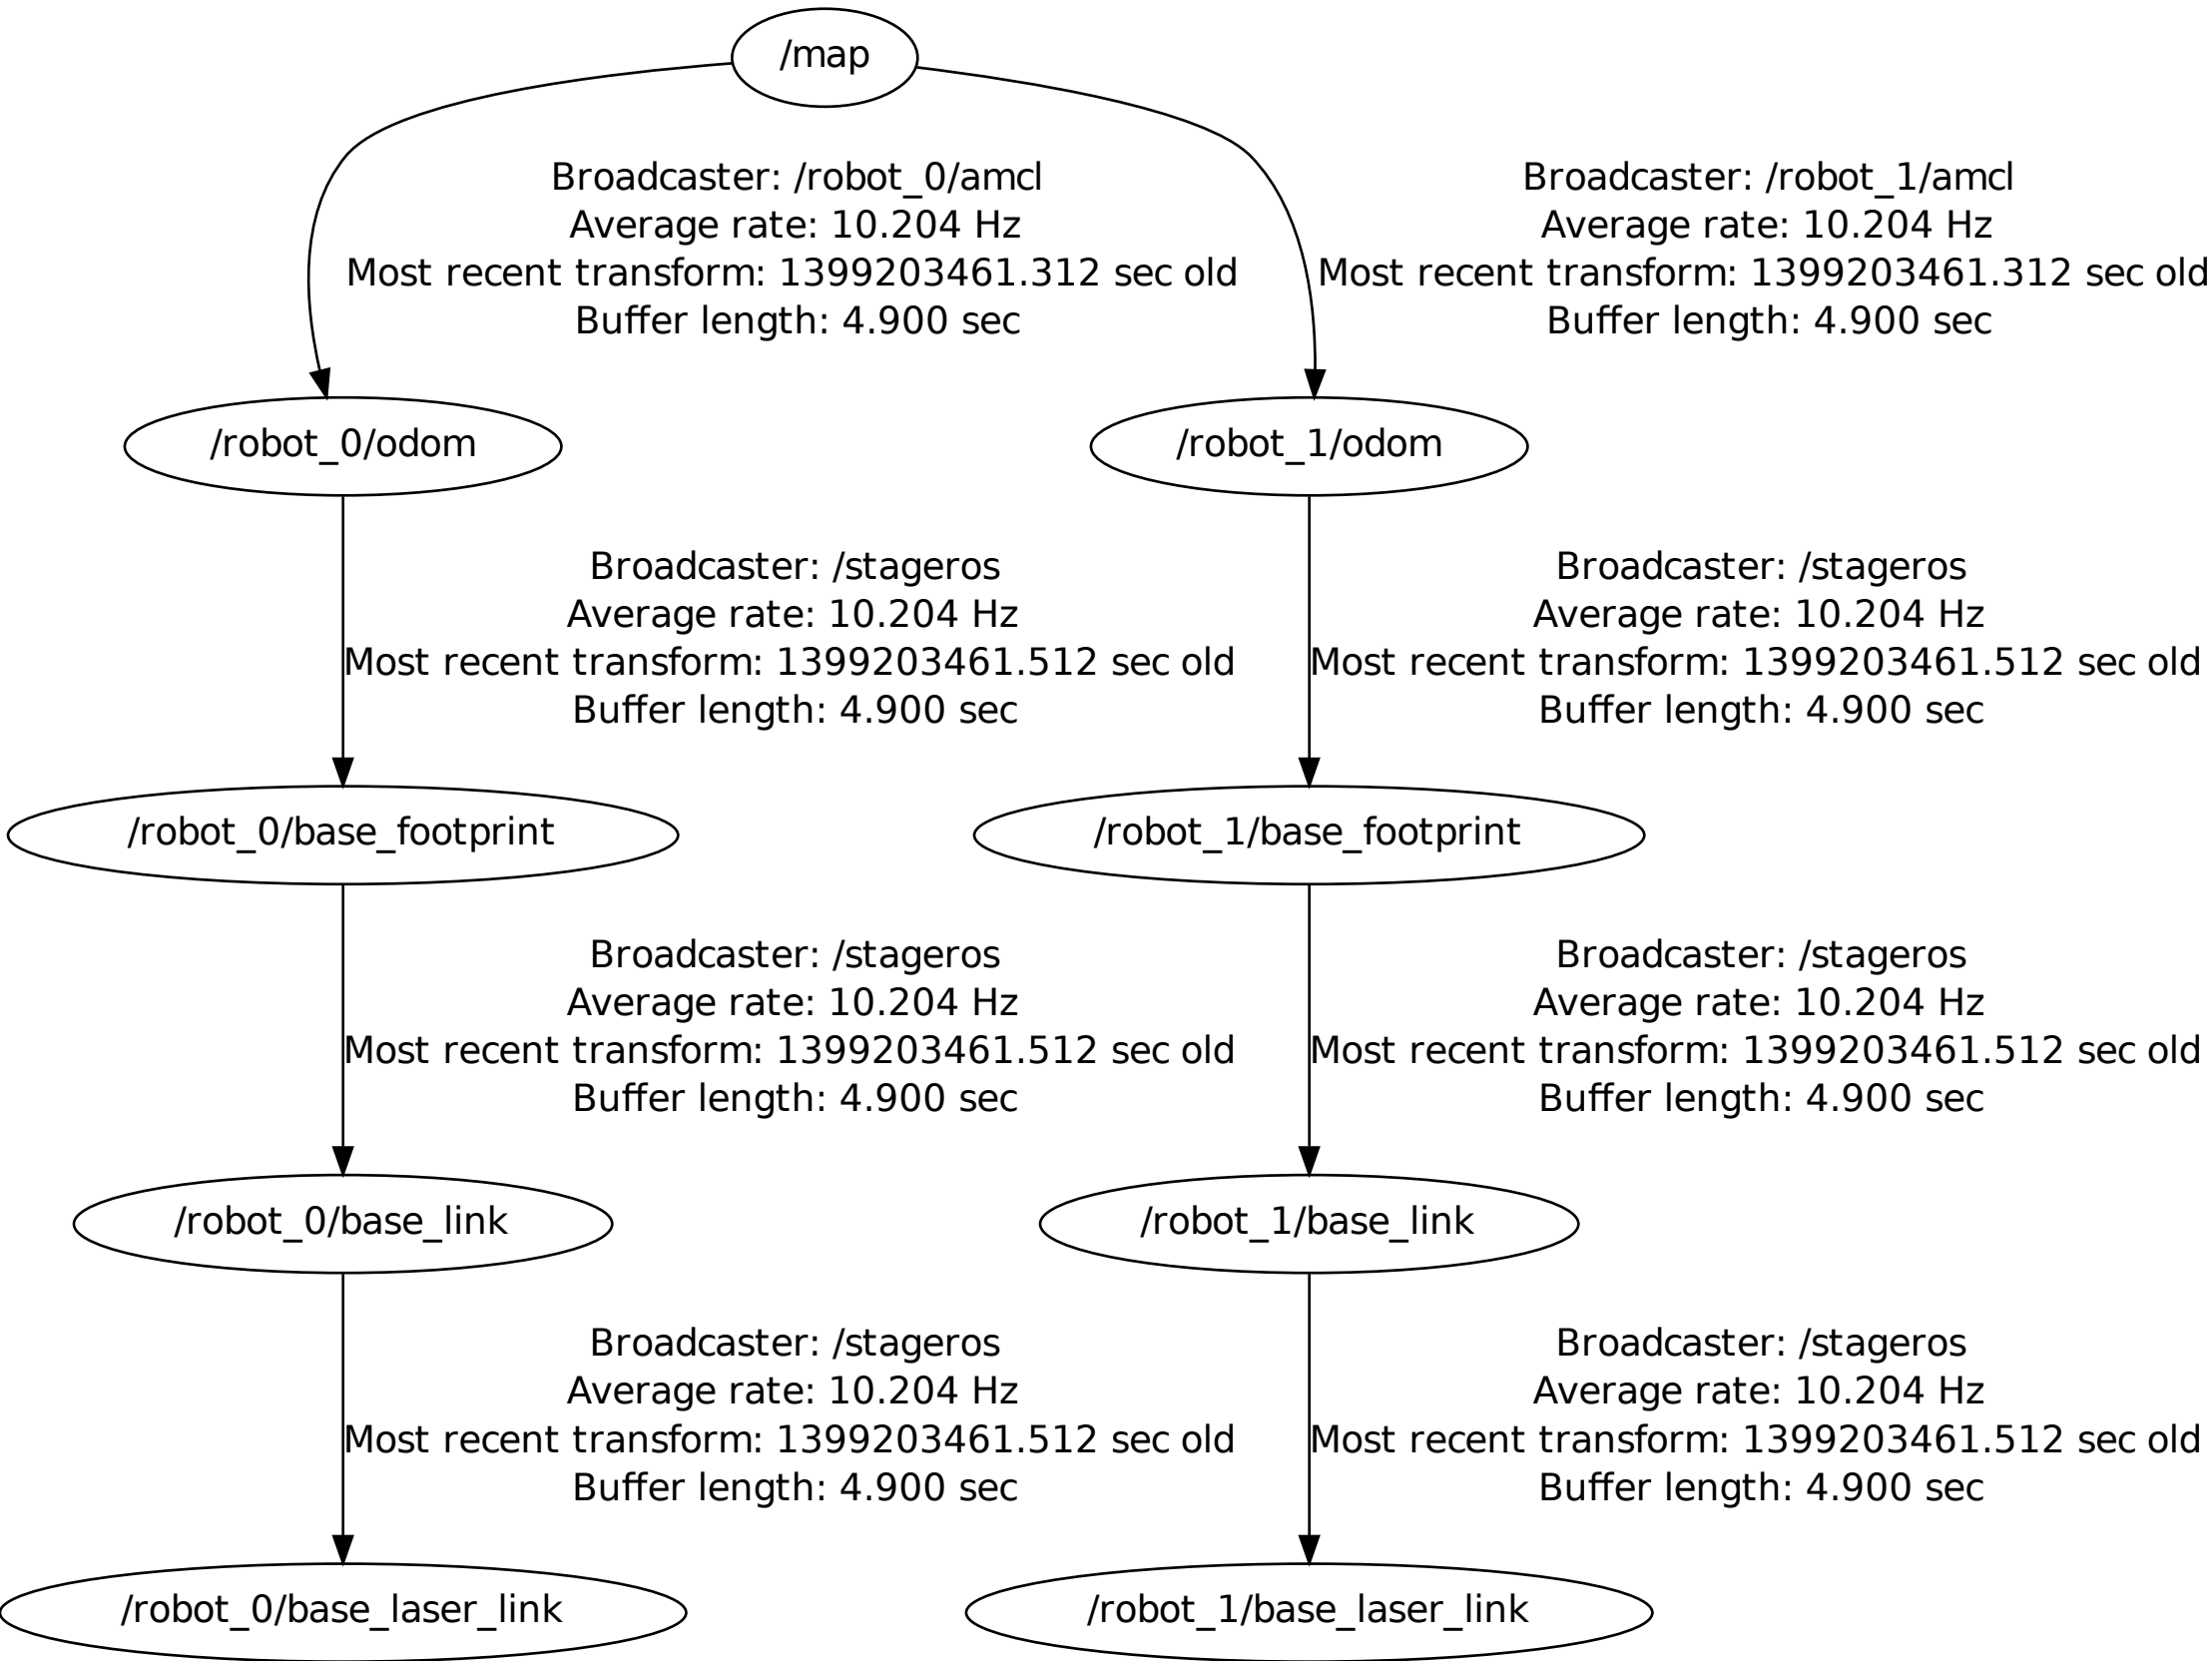 /map
Broadcaster: /robot_0/amcl
Average rate: 10.204 Hz
Most recent transform: 1399203461.312 sec old
Buffer length: 4.900 sec
Broadcaster: /robot_1/amcl
Average rate: 10.204 Hz
Most recent transform: 1399203461.312 sec old
Buffer length: 4.900 sec
/robot_0/odom
/robot_1/odom
Broadcaster: /stageros
Average rate: 10.204 Hz
Most recent transform: 1399203461.512 sec old
Buffer length: 4.900 sec
Broadcaster: /stageros
Average rate: 10.204 Hz
Most recent transform: 1399203461.512 sec old
Buffer length: 4.900 sec
/robot_0/base_footprint
/robot_1/base_footprint
Broadcaster: /stageros
Average rate: 10.204 Hz
Most recent transform: 1399203461.512 sec old
Buffer length: 4.900 sec
Broadcaster: /stageros
Average rate: 10.204 Hz
Most recent transform: 1399203461.512 sec old
Buffer length: 4.900 sec
/robot_0/base_link
/robot_1/base_link
Broadcaster: /stageros
Average rate: 10.204 Hz
Most recent transform: 1399203461.512 sec old
Buffer length: 4.900 sec
Broadcaster: /stageros
Average rate: 10.204 Hz
Most recent transform: 1399203461.512 sec old
Buffer length: 4.900 sec
/robot_0/base_laser_link
/robot_1/base_laser_link